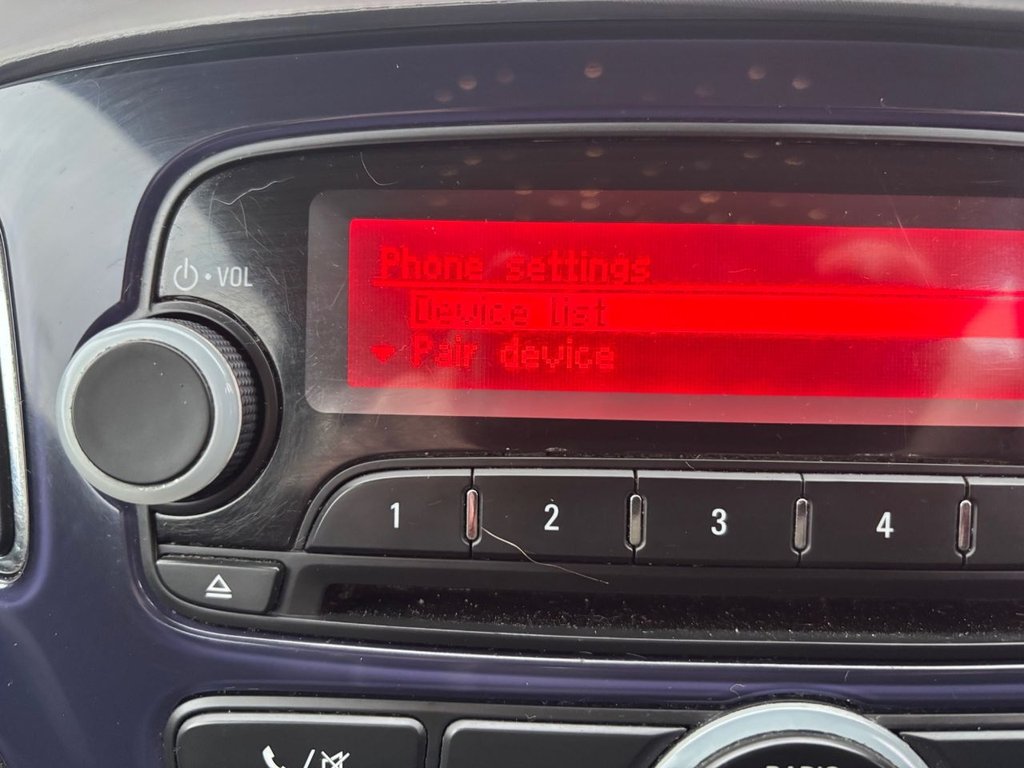 Phone settings
Device list
Pair device
VOL
1 2 3 4